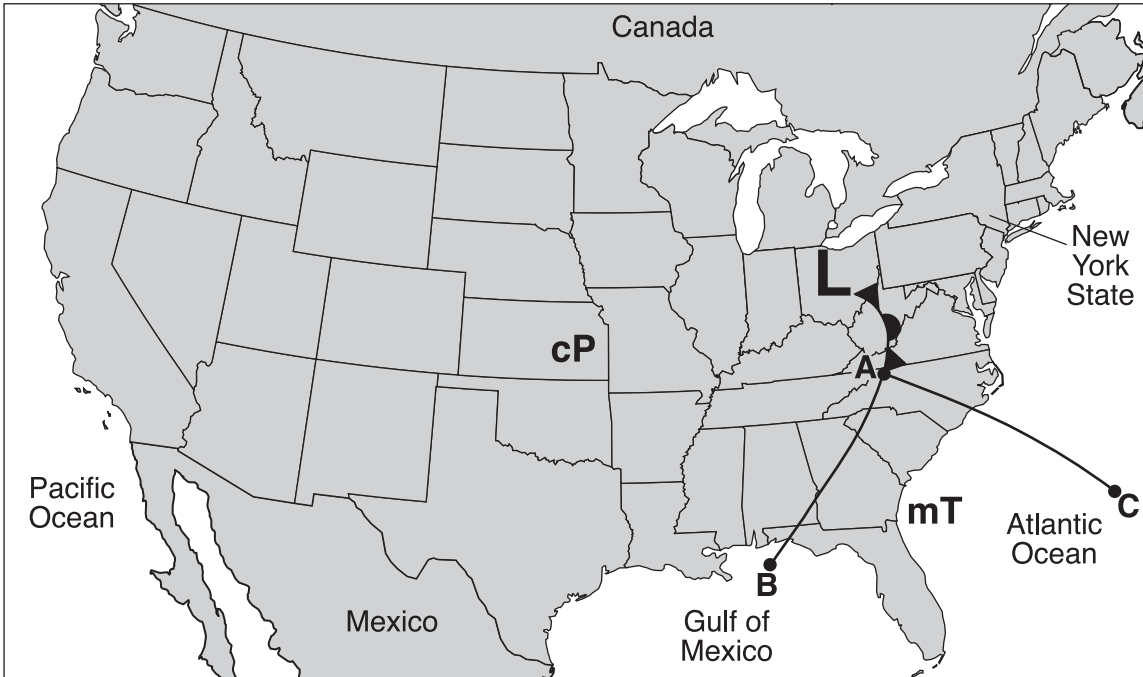 Canada
New
York
State
L
cP
A
Pacific
Ocean
mT
C
Atlantic
Ocean
B
Mexico
Gulf of
Mexico